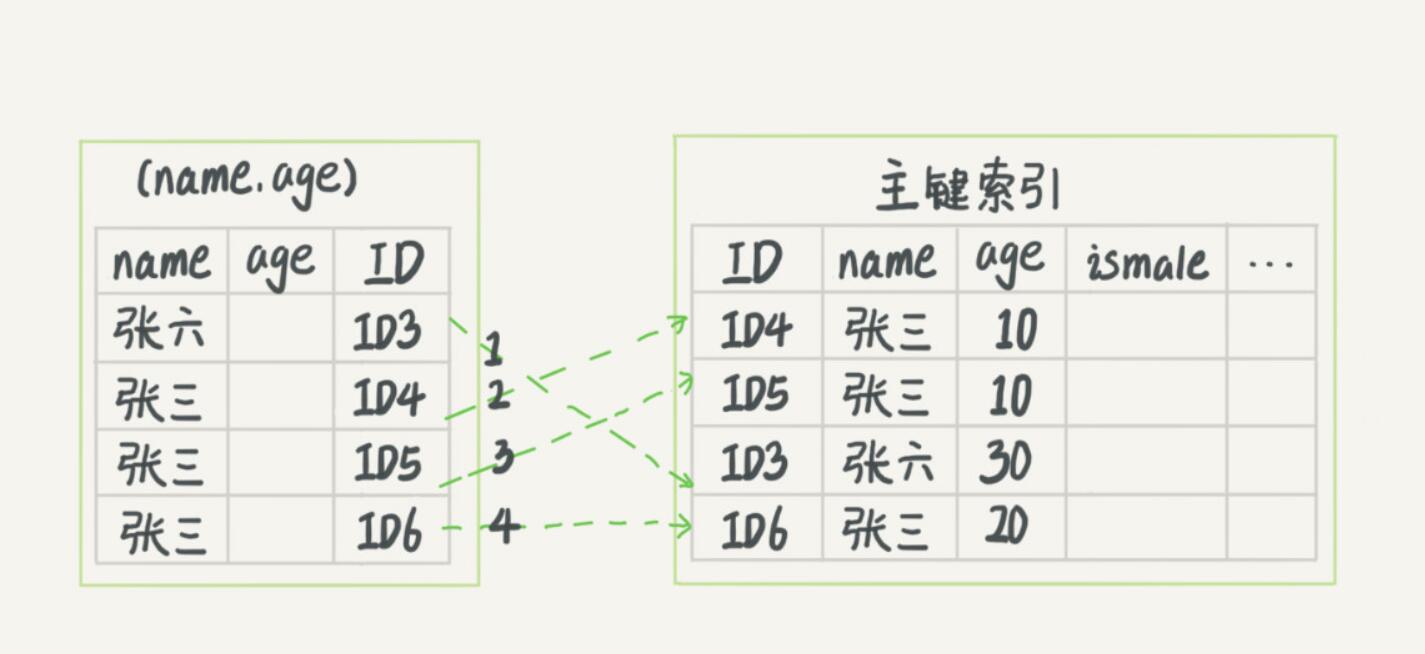 (name.age)
name age ID
张六 ID3
张三 ID4
张三 ID5
张三 ID6
1
2
3
4
主键索引
ID name age ismale ...
ID4 张三 10
ID5 张三 10
ID3 张六 30
ID6 张三 20